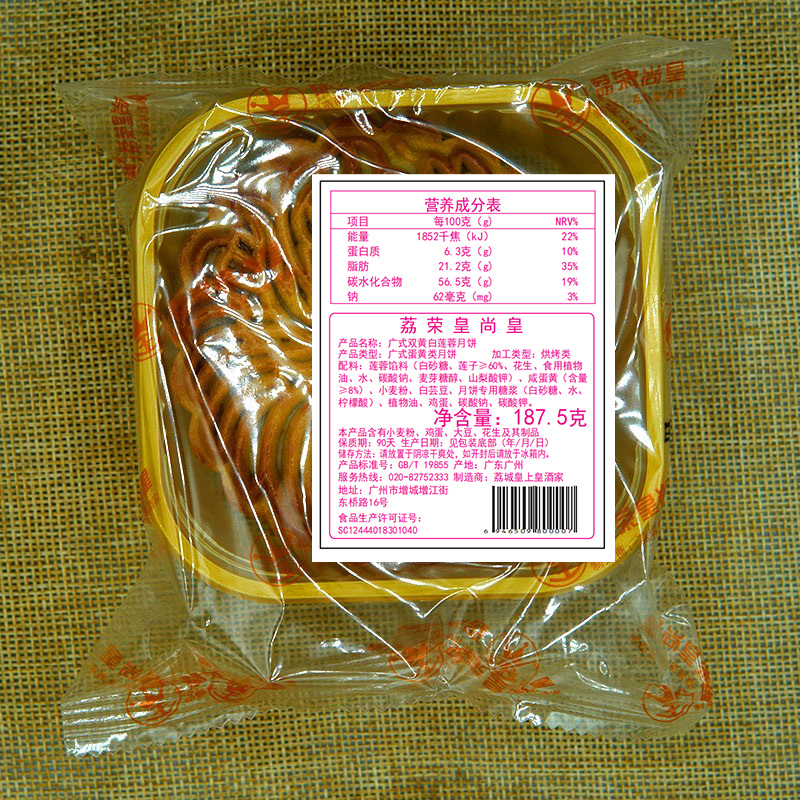 荔荣尚皇
营养成分表
项目 每100克(g) NRV%
能量 1852千焦(kJ) 22%
蛋白质 6.3克(g) 10%
脂肪 21.2克(g) 35%
碳水化合物 56.5克(g) 19%
钠 62毫克(mg) 3%
荔荣皇尚皇
产品名称：广式双黄白莲蓉月饼
产品类型：广式蛋黄类月饼 加工类型：烘烤类
配料：莲蓉馅料（白砂糖、莲子≥60%、花生、食用植物
油、水、碳酸钠、麦芽糖醇、山梨酸钾）、咸蛋黄（含量
≥8%）、小麦粉、白芸豆、月饼专用糖浆（白砂糖、水、
柠檬酸）、植物油、鸡蛋、碳酸钠、碳酸钾。
净含量：187.5克
本产品含有小麦粉、鸡蛋、大豆、花生及其制品
保质期：90天 生产日期：见包装底部（年/月/日）
储存方法：请放置于阴凉干爽处，如开封后请放于冰箱内。
产品标准号：GB/T 19855 产地：广东广州
服务热线：020-82752333 制造商：荔城皇上皇酒家
地址：广州市增城增江街
东桥路16号
食品生产许可证号：
SC12444018301040
6 946509 800007